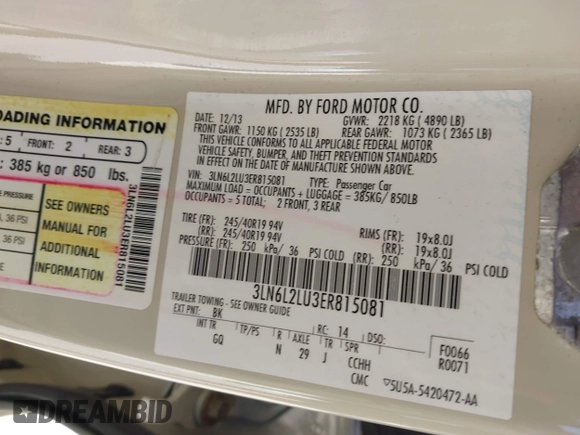 LOADING INFORMATION
5 FRONT: 2 REAR: 3
: 385 kg or 850 lbs.
PRESSURE
, 36 PSI
, 36 PSI
SEE OWNERS
MANUAL FOR
ADDITIONAL
INFORMATION
3LN6L2LU3ER815081
MFD. BY FORD MOTOR CO.
DATE: 12/13 GVWR: 2218 KG ( 4890 LB)
FRONT GAWR: 1150 KG ( 2535 LB) REAR GAWR: 1073 KG ( 2365 LB)
THIS VEHICLE CONFORMS TO ALL APPLICABLE FEDERAL MOTOR
VEHICLE SAFETY, BUMPER, AND THEFT PREVENTION STANDARDS
IN EFFECT ON THE DATE OF MANUFACTURE SHOWN ABOVE.
VIN: 3LN6L2LU3ER815081 TYPE: Passenger Car
MAXIMUM LOAD = OCCUPANTS + LUGGAGE = 385KG/ 850LB
OCCUPANTS = 5 TOTAL; 2 FRONT, 3 REAR
TIRE (FR): 245/40R19 94V RIMS (FR): 19x8.0J
(RR): 245/40R19 94V (RR): 19x8.0J
PRESSURE (FR): 250 kPa/ 36 PSI COLD (RR): 250 kPa/ 36 PSI COLD
3LN6L2LU3ER815081
TRAILER TOWING - SEE OWNER GUIDE
EXT PNT: BK RC: 14 DSO: F0066
R0071
INT TR TP/PS R AXLE TR SPR
GQ N 29 J CCHH
CMC 5U5A-5420472-AA
DREAMBID